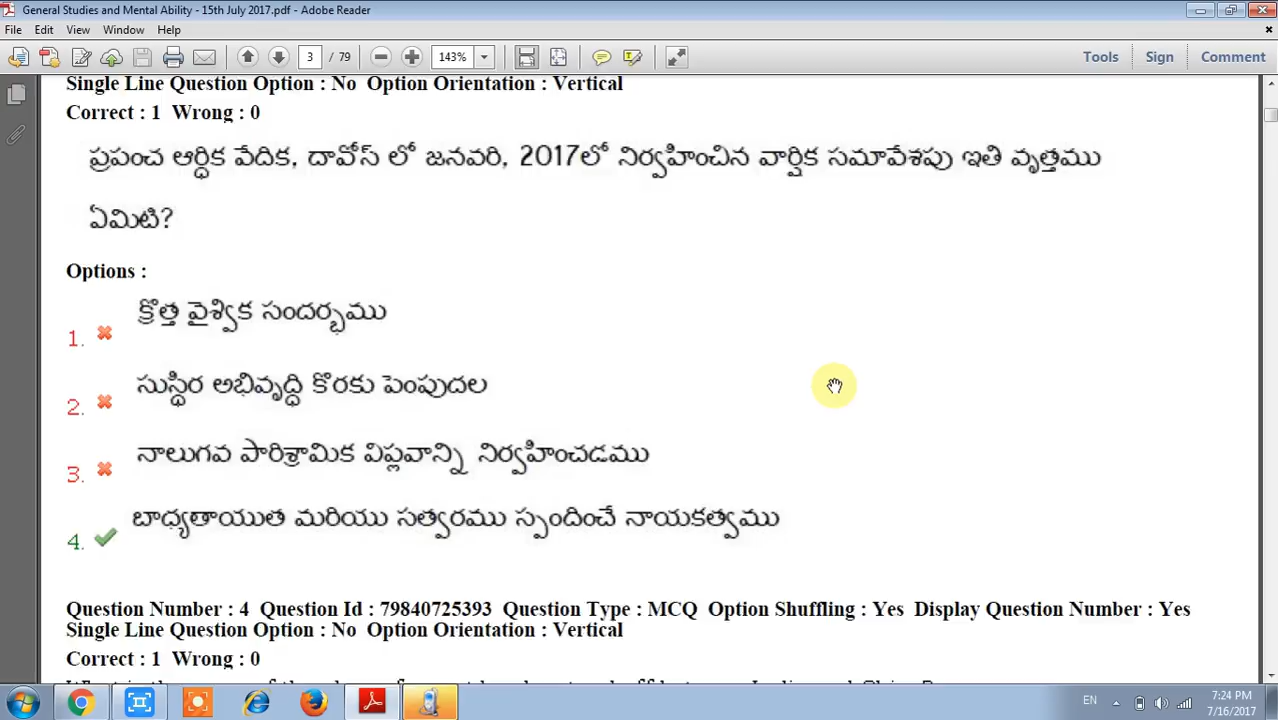 General Studies and Mental Ability - 15th July 2017.pdf - Adobe Reader
File Edit View Window Help
3 / 79 143% Tools Sign Comment
Single Line Question Option : No Option Orientation : Vertical
Correct : 1 Wrong : 0
ప్రపంచ ఆర్ధిక వేదిక, దావోస్ లో జనవరి, 2017లో నిర్వహించిన వార్షిక సమావేశపు ఇతి వృత్తము
ఏమిటి?
Options :
1. క్రొత్త వైశ్విక సందర్భము
2. సుస్థిర అభివృద్ధి కొరకు పెంపుదల
3. నాలుగవ పారిశ్రామిక విప్లవాన్ని నిర్వహించడము
4. బాధ్యతాయుత మరియు సత్వరము స్పందించే నాయకత్వము
Question Number : 4 Question Id : 79840725393 Question Type : MCQ Option Shuffling : Yes Display Question Number : Yes
Single Line Question Option : No Option Orientation : Vertical
Correct : 1 Wrong : 0
EN
7:24 PM
7/16/2017